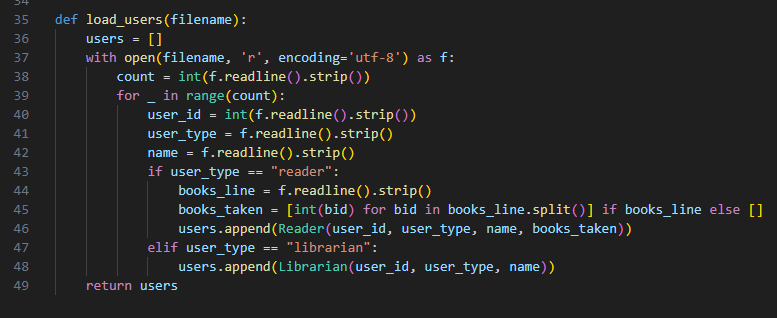 34
35 def load_users(filename):
36     users = []
37     with open(filename, 'r', encoding='utf-8') as f:
38         count = int(f.readline().strip())
39         for _ in range(count):
40             user_id = int(f.readline().strip())
41             user_type = f.readline().strip()
42             name = f.readline().strip()
43             if user_type == "reader":
44                 books_line = f.readline().strip()
45                 books_taken = [int(bid) for bid in books_line.split()] if books_line else []
46                 users.append(Reader(user_id, user_type, name, books_taken))
47             elif user_type == "librarian":
48                 users.append(Librarian(user_id, user_type, name))
49     return users